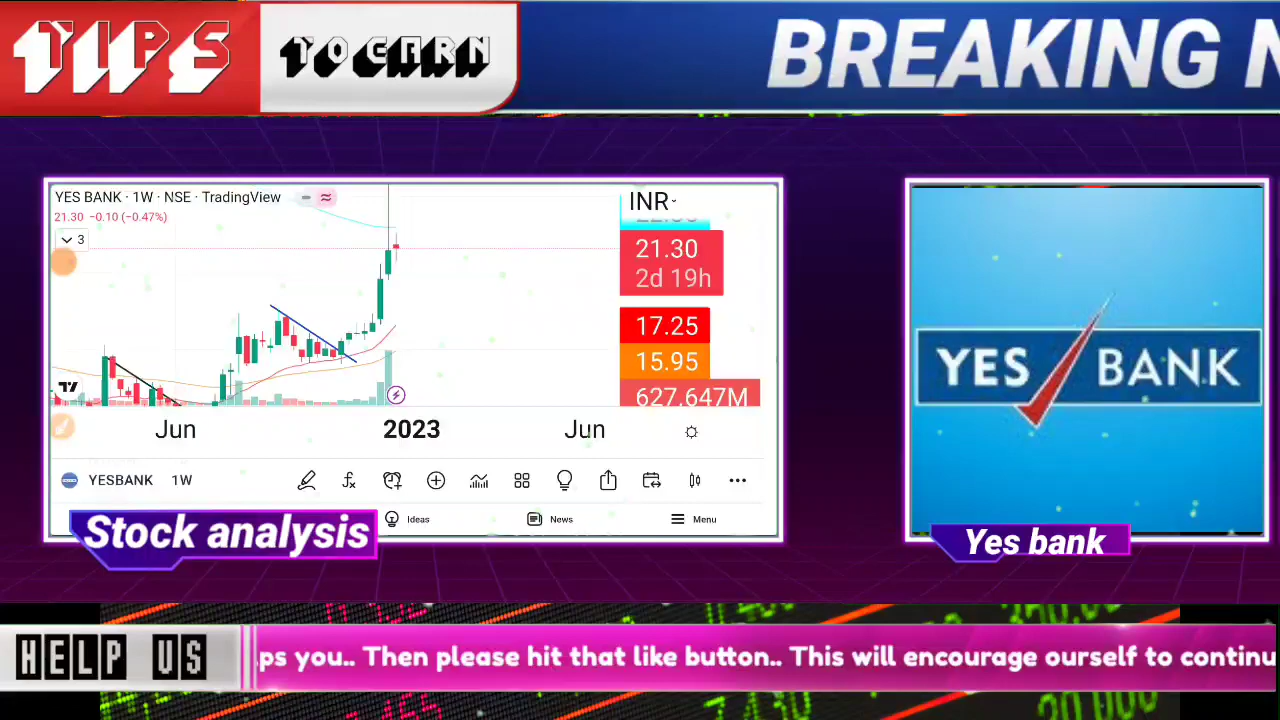 TIPS
TO EARN
BREAKING N
YES BANK · 1W · NSE · TradingView
21.30 −0.10 (−0.47%)
3
INR
21.30
2d 19h
17.25
15.95
627.647M
Jun 2023 Jun
YESBANK 1W
Ideas News Menu
Stock analysis
YES BANK
Yes bank
HELP US
ps you.. Then please hit that like button.. This will encourage ourself to continu